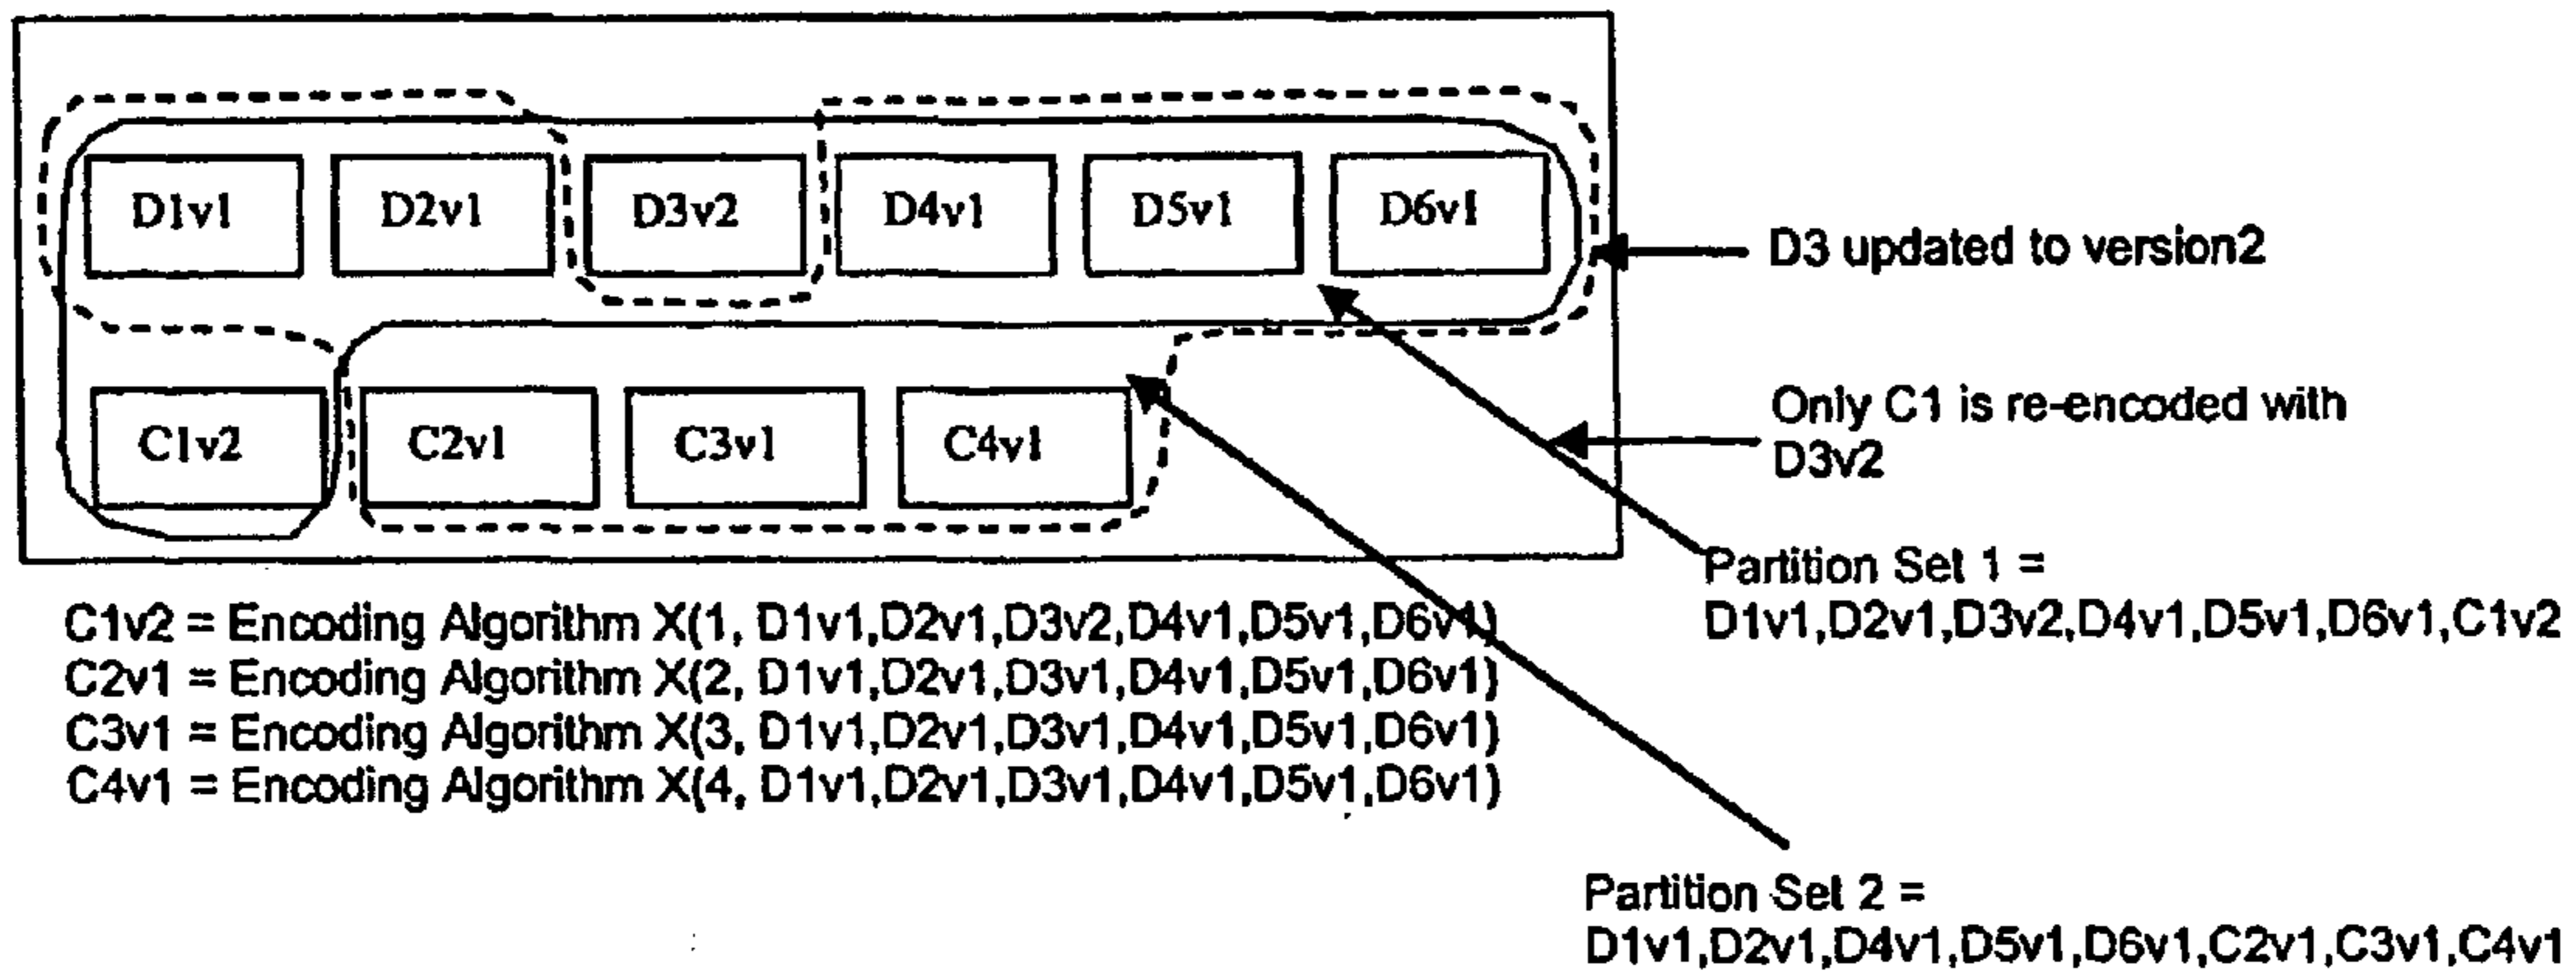 D1v1 D2v1 D3v2 D4v1 D5v1 D6v1
D3 updated to version2
C1v2 C2v1 C3v1 C4v1
Only C1 is re-encoded with
D3v2
Partition Set 1 =
D1v1,D2v1,D3v2,D4v1,D5v1,D6v1,C1v2
C1v2 = Encoding Algorithm X(1, D1v1,D2v1,D3v2,D4v1,D5v1,D6v1)
C2v1 = Encoding Algorithm X(2, D1v1,D2v1,D3v1,D4v1,D5v1,D6v1)
C3v1 = Encoding Algorithm X(3, D1v1,D2v1,D3v1,D4v1,D5v1,D6v1)
C4v1 = Encoding Algorithm X(4, D1v1,D2v1,D3v1,D4v1,D5v1,D6v1)
Partition Set 2 =
D1v1,D2v1,D4v1,D5v1,D6v1,C2v1,C3v1,C4v1